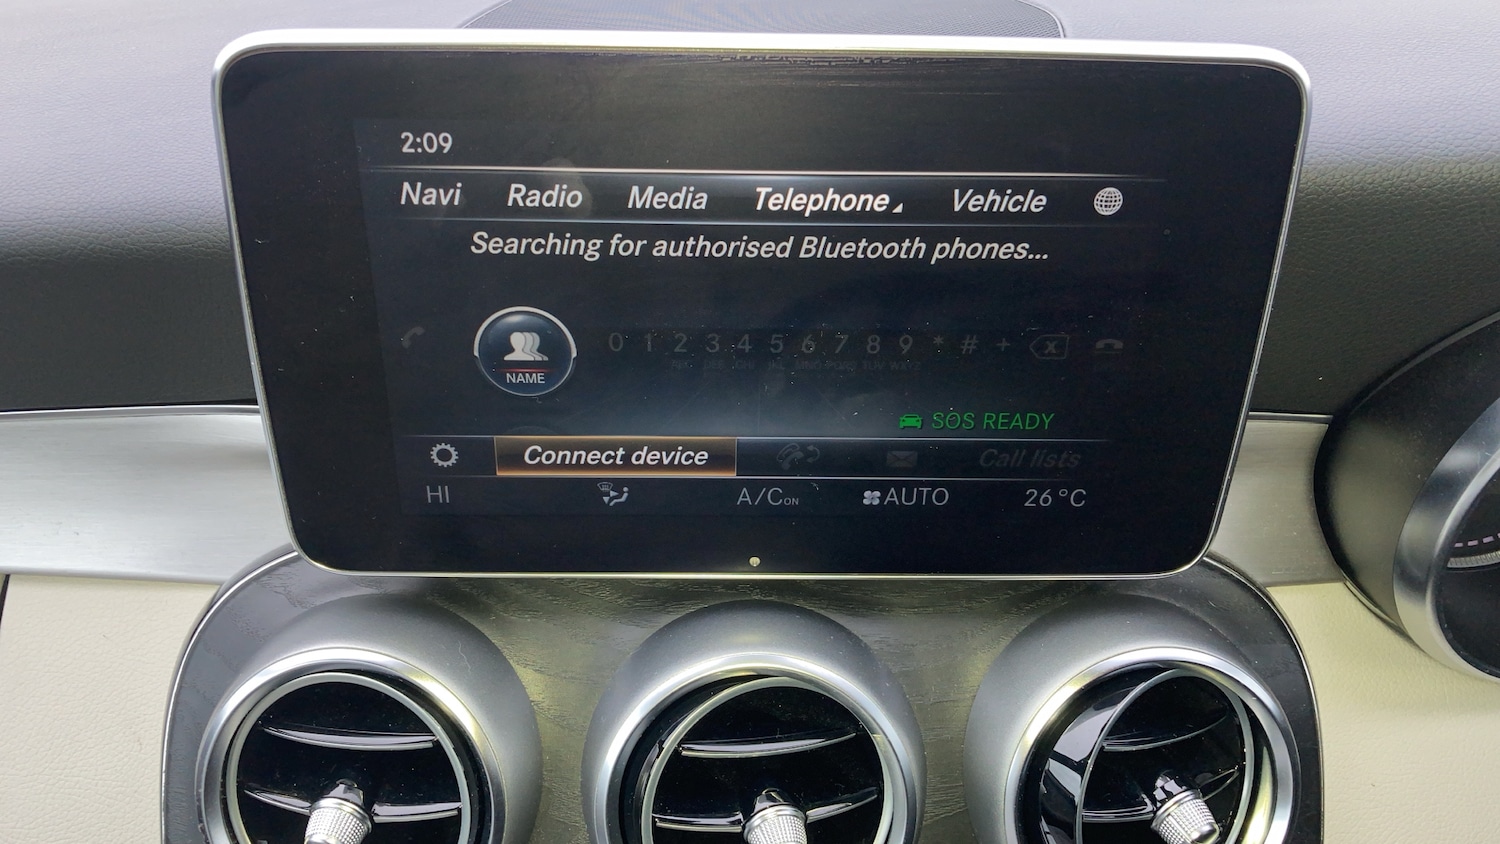 2:09
Navi Radio Media Telephone Vehicle
Searching for authorised Bluetooth phones...
0 1 2 3 4 5 6 7 8 9 * # +
NAME
SOS READY
Connect device Call lists
HI A/C ON AUTO 26°C